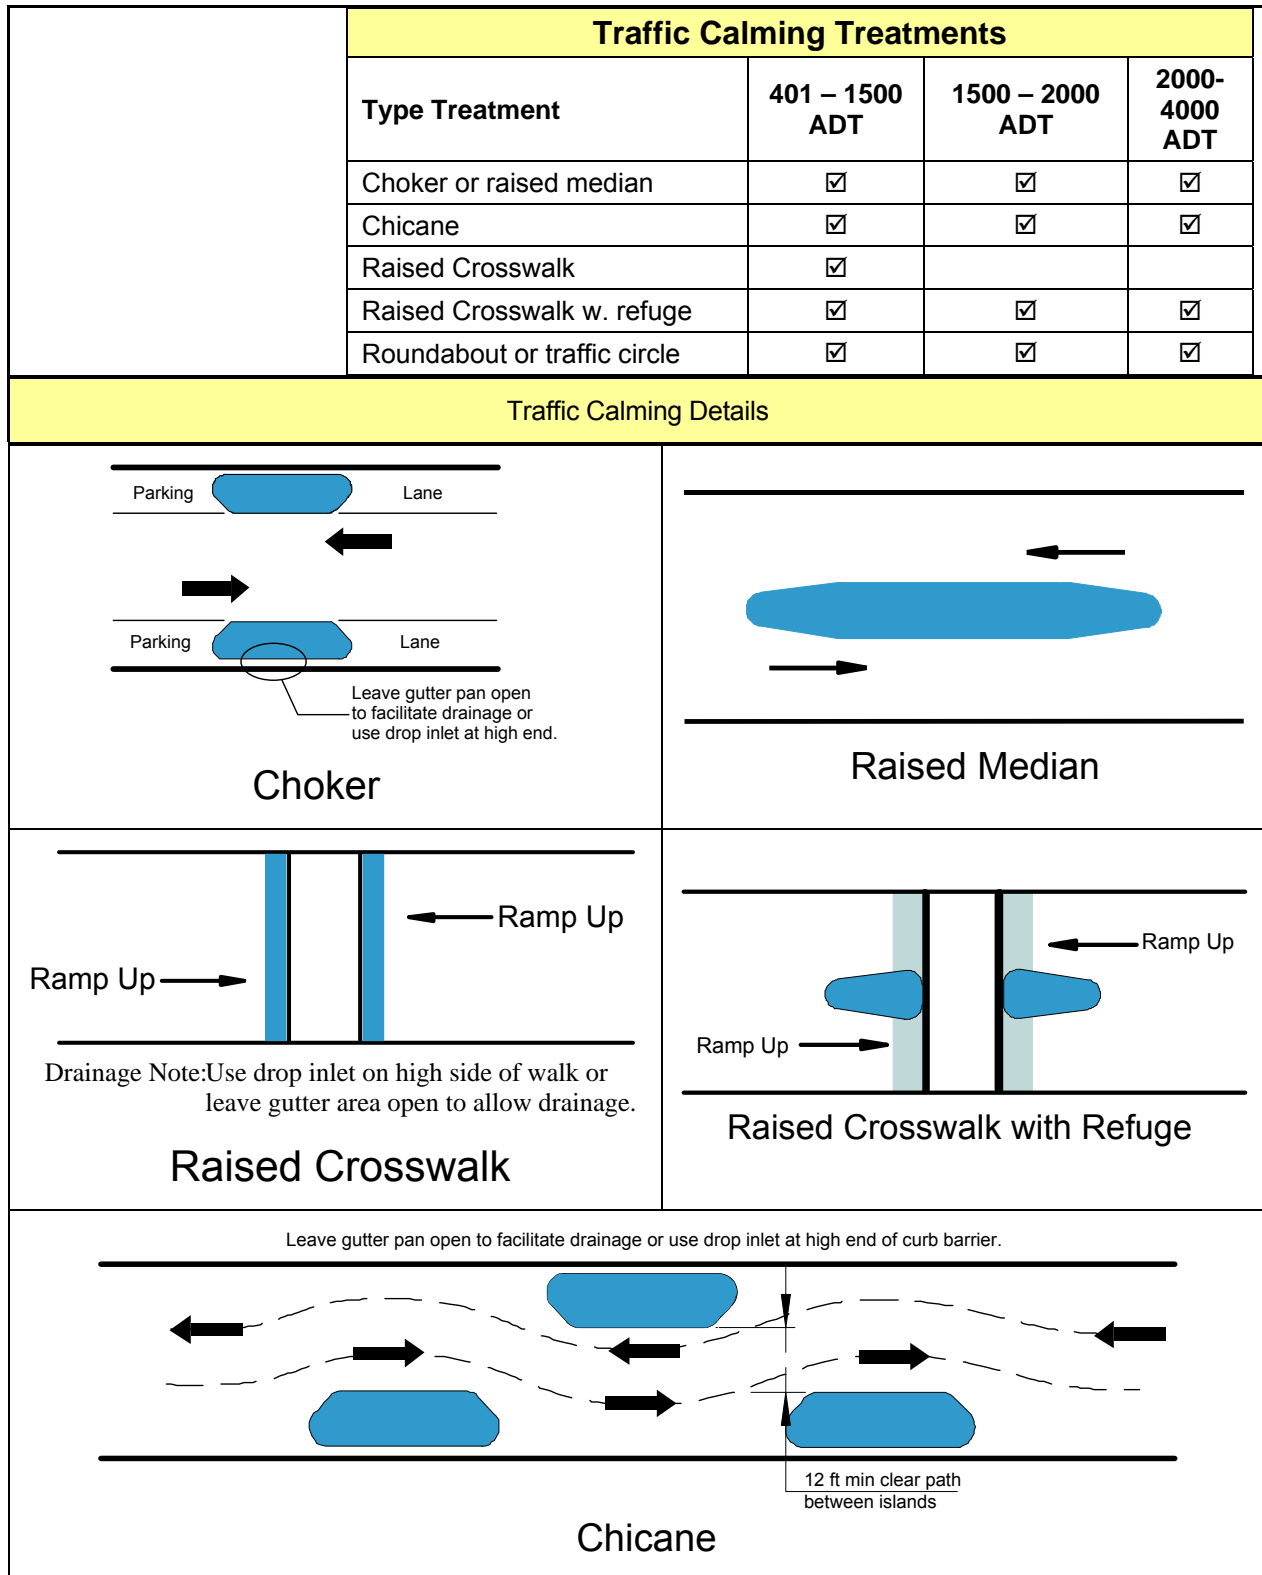 Traffic Calming Treatments
Type Treatment
401 – 1500
ADT
1500 – 2000
ADT
2000-
4000
ADT
Choker or raised median ☑ ☑ ☑
Chicane ☑ ☑ ☑
Raised Crosswalk ☑
Raised Crosswalk w. refuge ☑ ☑ ☑
Roundabout or traffic circle ☑ ☑ ☑
Traffic Calming Details
Parking Lane
Parking Lane
Leave gutter pan open
to facilitate drainage or
use drop inlet at high end.
Choker
Raised Median
Ramp Up
Ramp Up
Drainage Note:Use drop inlet on high side of walk or
leave gutter area open to allow drainage.
Raised Crosswalk
Ramp Up
Ramp Up
Raised Crosswalk with Refuge
Leave gutter pan open to facilitate drainage or use drop inlet at high end of curb barrier.
12 ft min clear path
between islands
Chicane